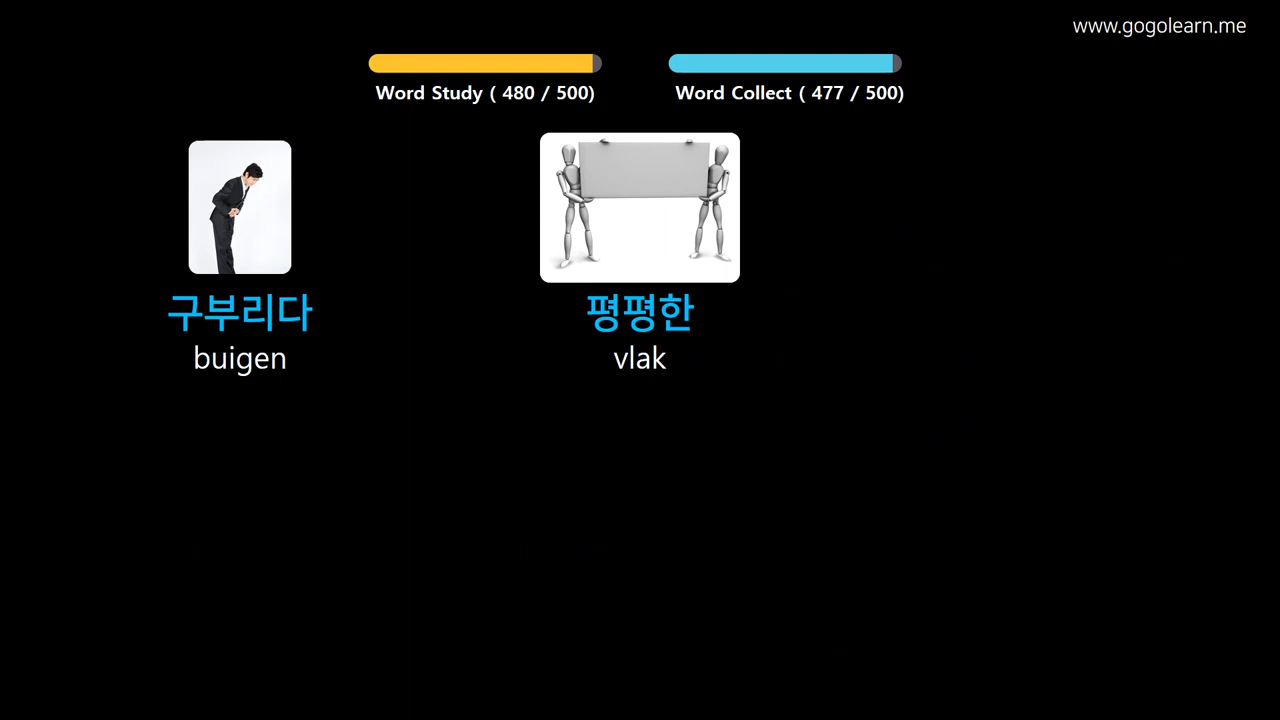 www.gogolearn.me
Word Study ( 480 / 500)
Word Collect ( 477 / 500)
구부리다
buigen
평평한
vlak